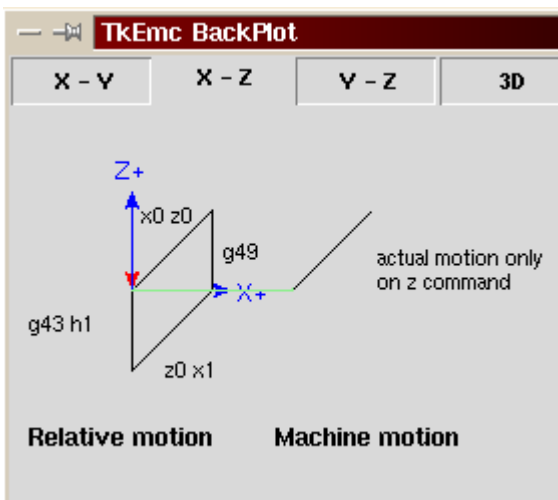 TkEmc BackPlot
X - Y
X - Z
Y - Z
3D
Z+
x0 z0
g49
actual motion only
on z command
X+
g43 h1
z0 x1
Relative motion
Machine motion